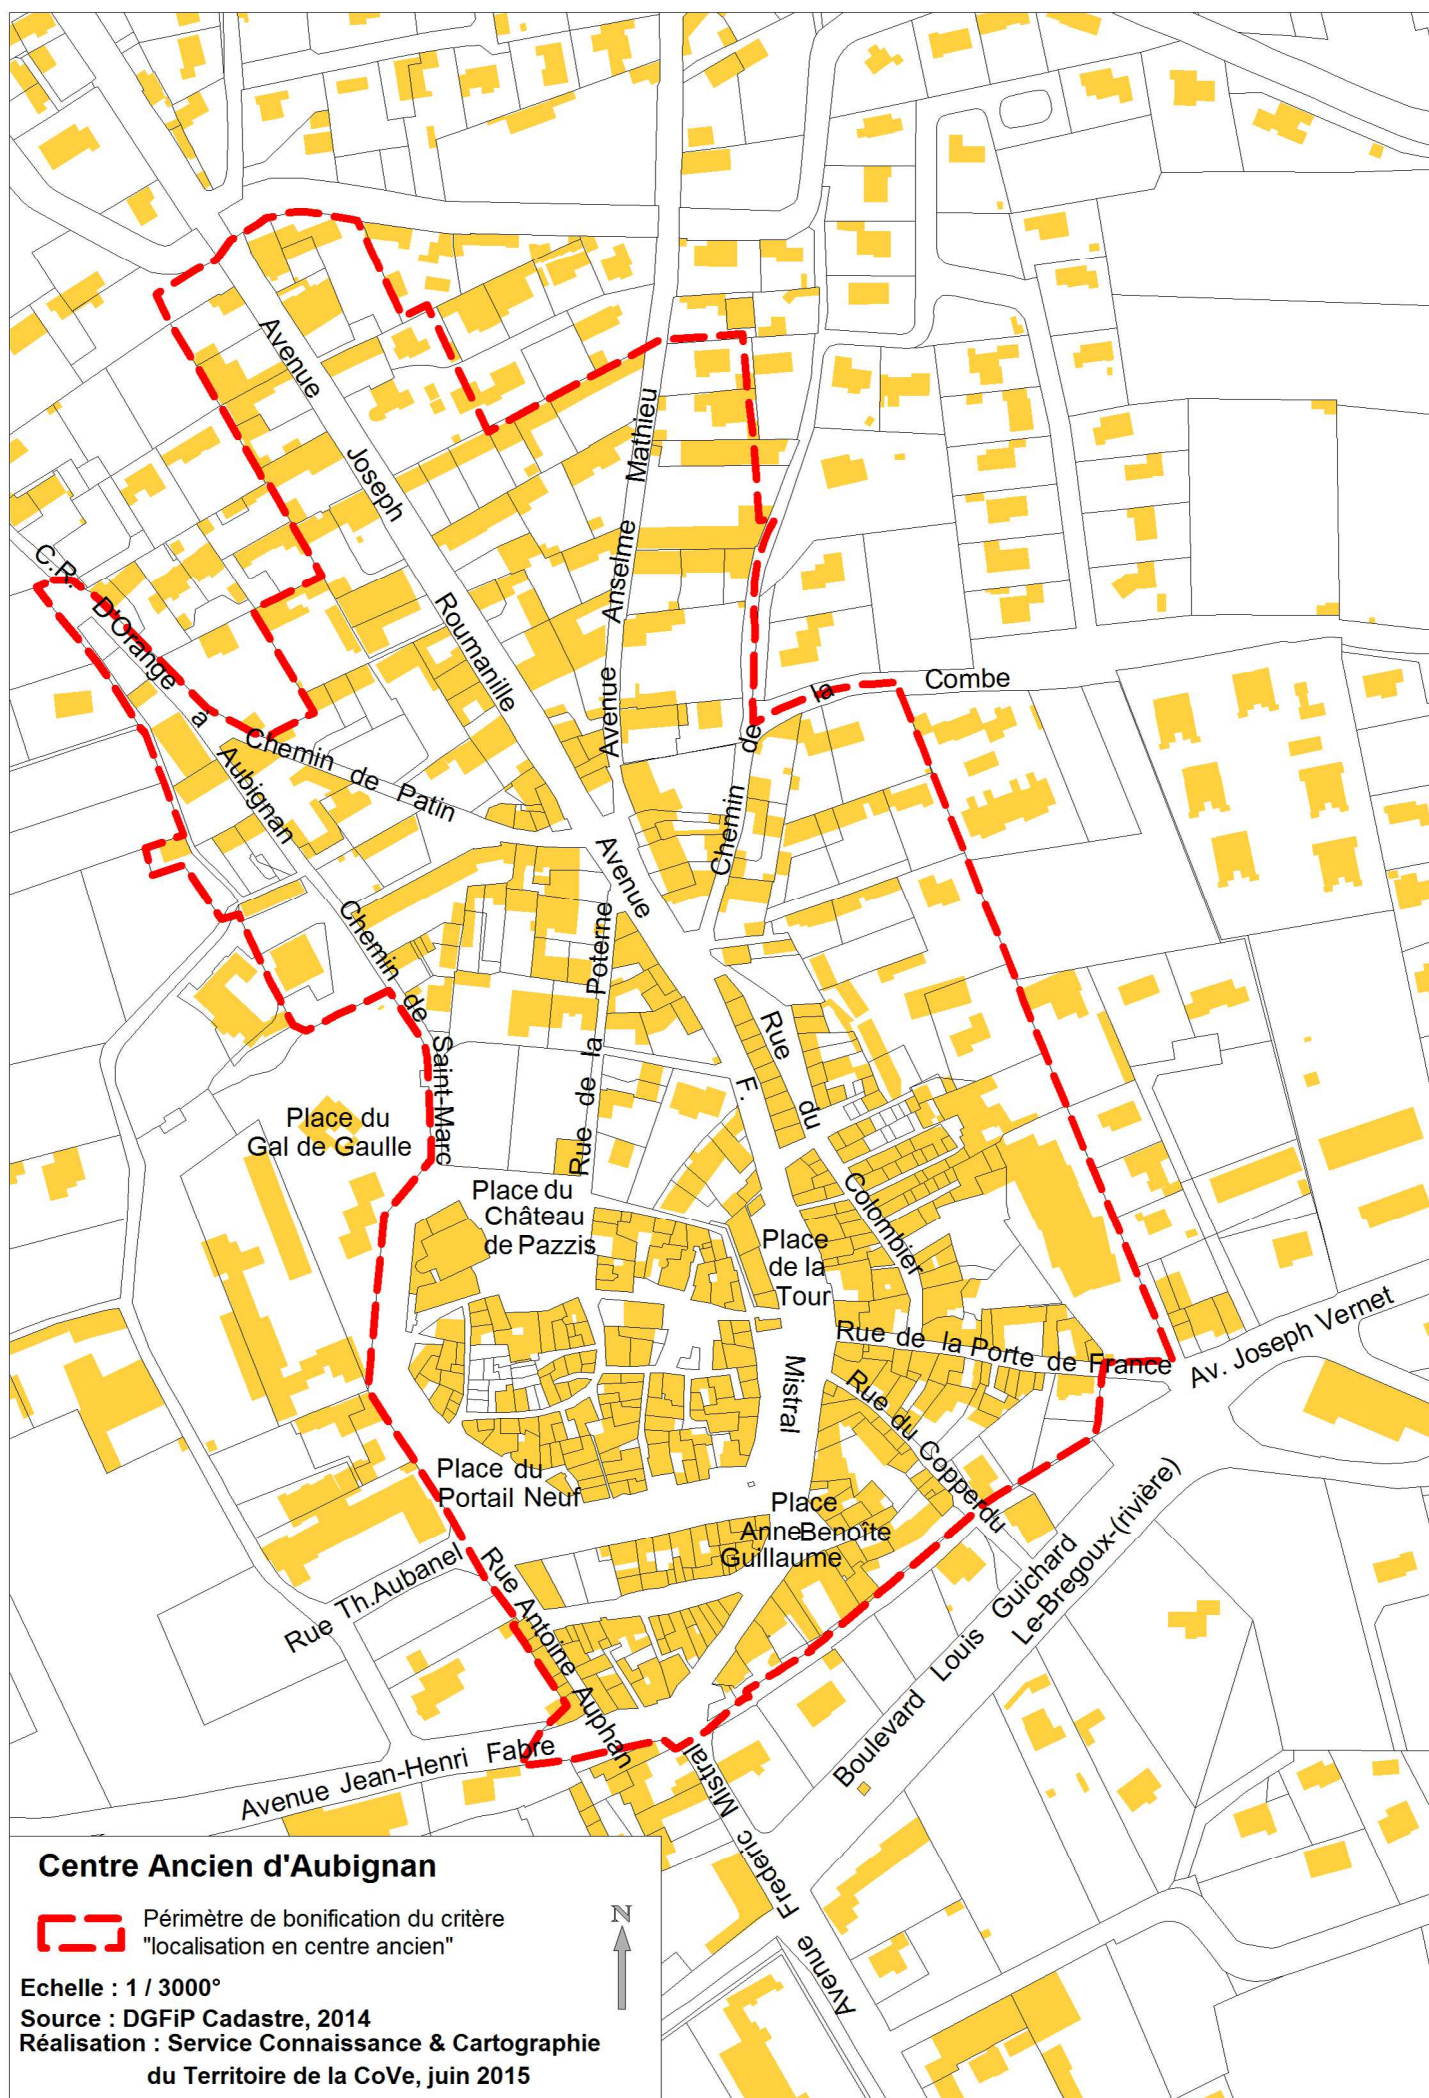 Avenue Joseph Roumanille
Avenue Anselme Mathieu
C.R. D'Orange à Aubignan
Chemin de Patin
Chemin de la Combe
Avenue F. Mistral
Chemin de Saint-Marc
Rue de la Poterne
Rue du Colombier
Place du
Gal de Gaulle
Place du
Château
de Pazzis
Place
de la
Tour
Rue de la Porte de France
Av. Joseph Vernet
Rue du Copperdu
Place du
Portail Neuf
Place
Anne Benoîte
Guillaume
Rue Th.Aubanel
Rue Antoine Auphan
Boulevard Louis Guichard
Le-Bregoux-(rivière)
Avenue Jean-Henri Fabre
Avenue Frederic Mistral
Centre Ancien d'Aubignan
Périmètre de bonification du critère
"localisation en centre ancien"
N
Echelle : 1 / 3000°
Source : DGFiP Cadastre, 2014
Réalisation : Service Connaissance & Cartographie
du Territoire de la CoVe, juin 2015